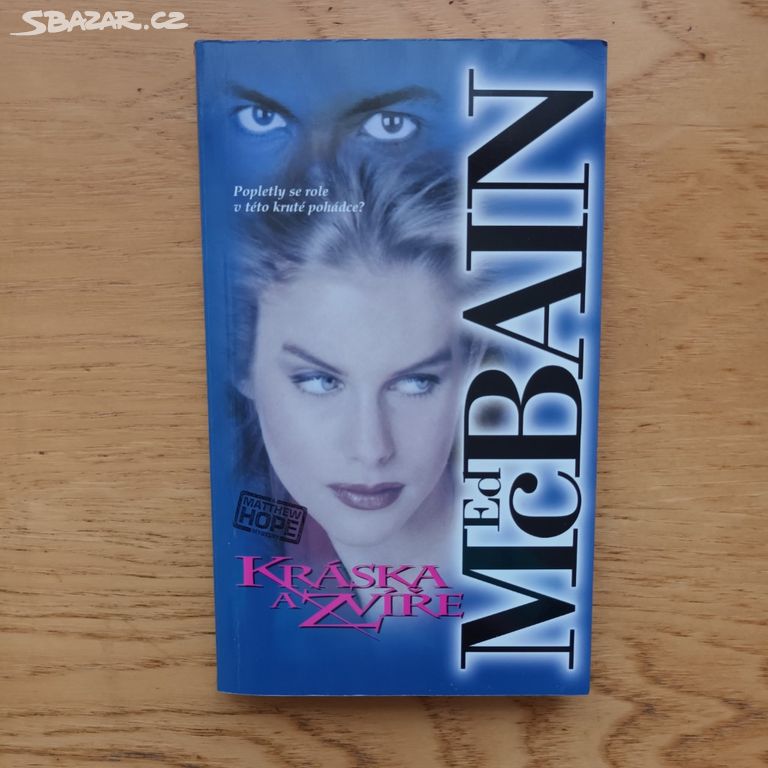 SBAZAR.CZ
Popletly se role
v této kruté pohádce?
Ed
McBAIN
MATTHEW
HOPE
KRÁSKA
A ZVÍŘE